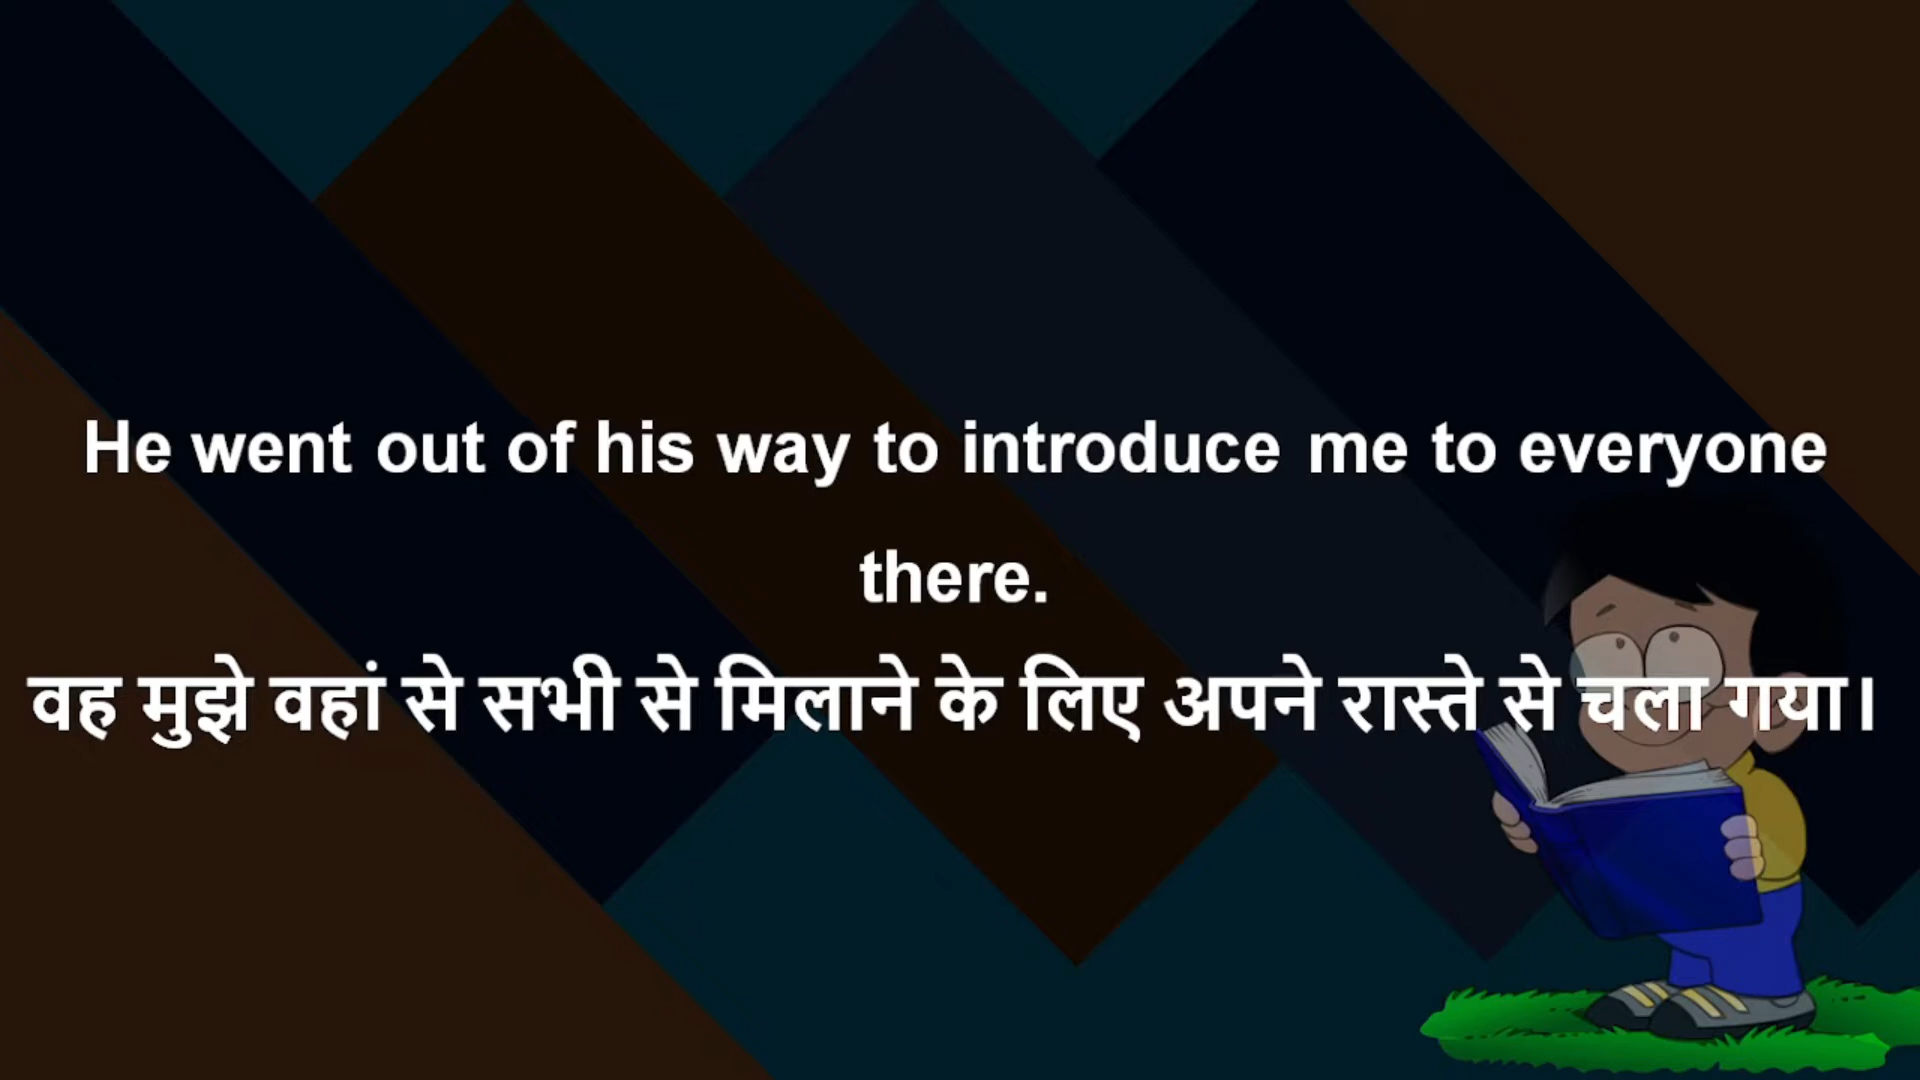 He went out of his way to introduce me to everyone
there.
वह मुझे वहां से सभी से मिलाने के लिए अपने रास्ते से चला गया।